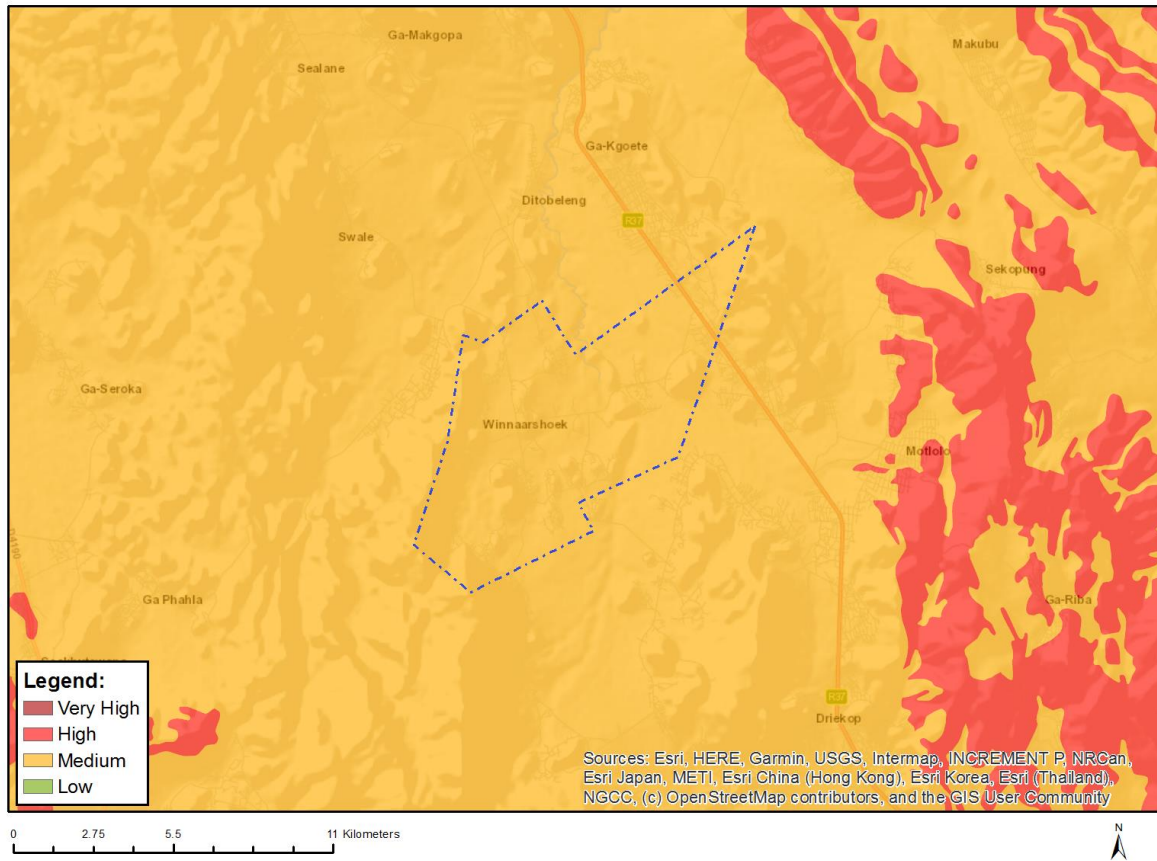 Ga-Makgopa
Makubu
Sealane
Ga-Kgoete
Ditobeleng
R37
Swale
Sekopung
Ga-Seroka
Winnaarshoek
Motlolo
D4190
Ga Phahla
Ga-Riba
R37
Driekop
Legend:
Very High
High
Medium
Low
Sources: Esri, HERE, Garmin, USGS, Intermap, INCREMENT P, NRCan,
Esri Japan, METI, Esri China (Hong Kong), Esri Korea, Esri (Thailand),
NGCC, (c) OpenStreetMap contributors, and the GIS User Community
0 2.75 5.5 11 Kilometers
N